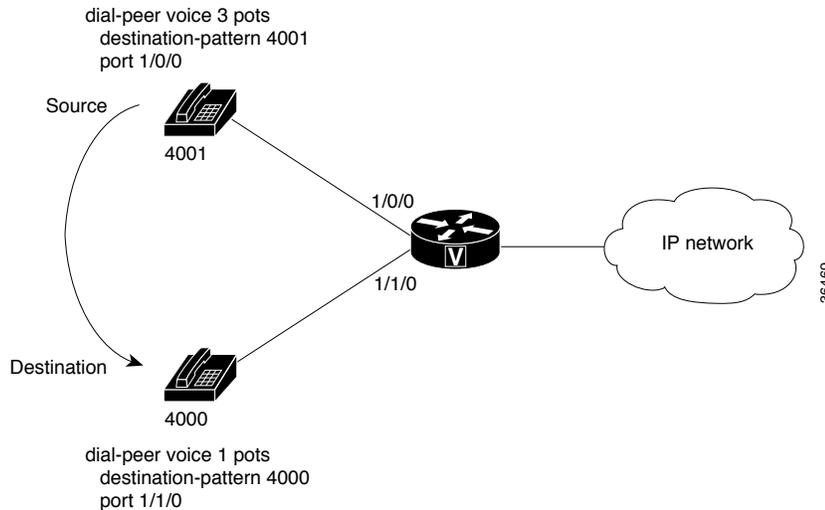 dial-peer voice 3 pots
destination-pattern 4001
port 1/0/0
Source
4001
1/0/0
V
IP network
1/1/0
Destination
4000
dial-peer voice 1 pots
destination-pattern 4000
port 1/1/0